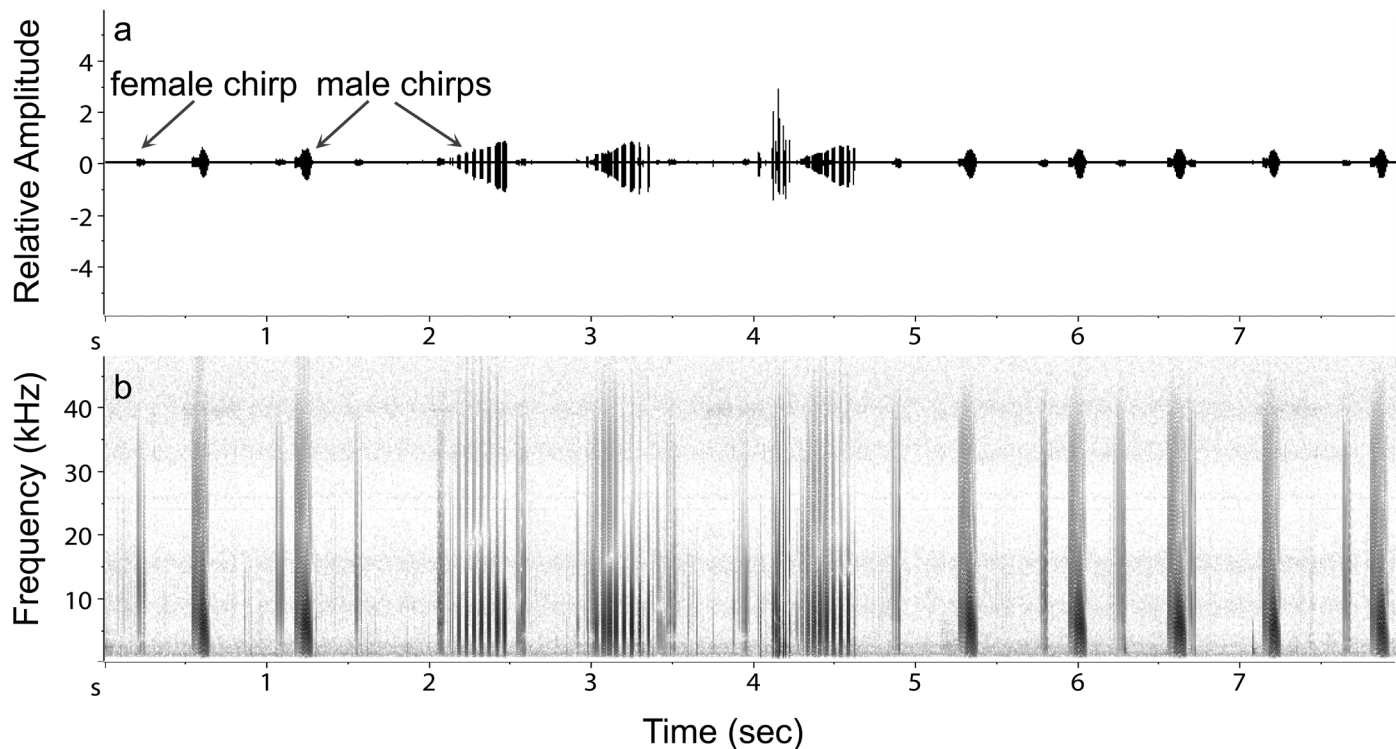 a
Relative Amplitude
4
2
0
-2
-4
female chirp male chirps
s 1 2 3 4 5 6 7
b
Frequency (kHz)
40
30
20
10
s 1 2 3 4 5 6 7
Time (sec)